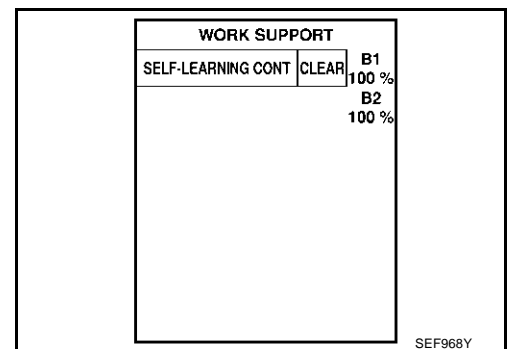 WORK SUPPORT
SELF-LEARNING CONT CLEAR B1
100 %
B2
100 %
SEF968Y